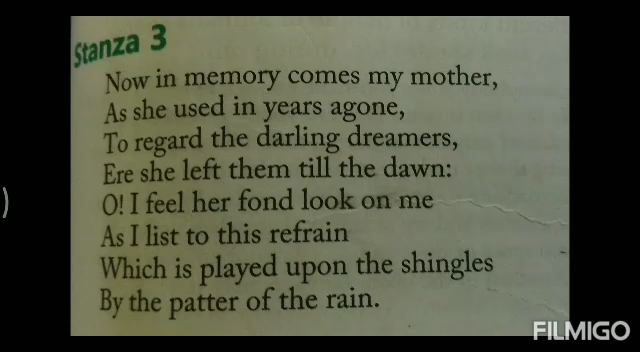 Stanza 3
Now in memory comes my mother,
As she used in years agone,
To regard the darling dreamers,
Ere she left them till the dawn:
O! I feel her fond look on me
As I list to this refrain
Which is played upon the shingles
By the patter of the rain.
)
FILMIGO